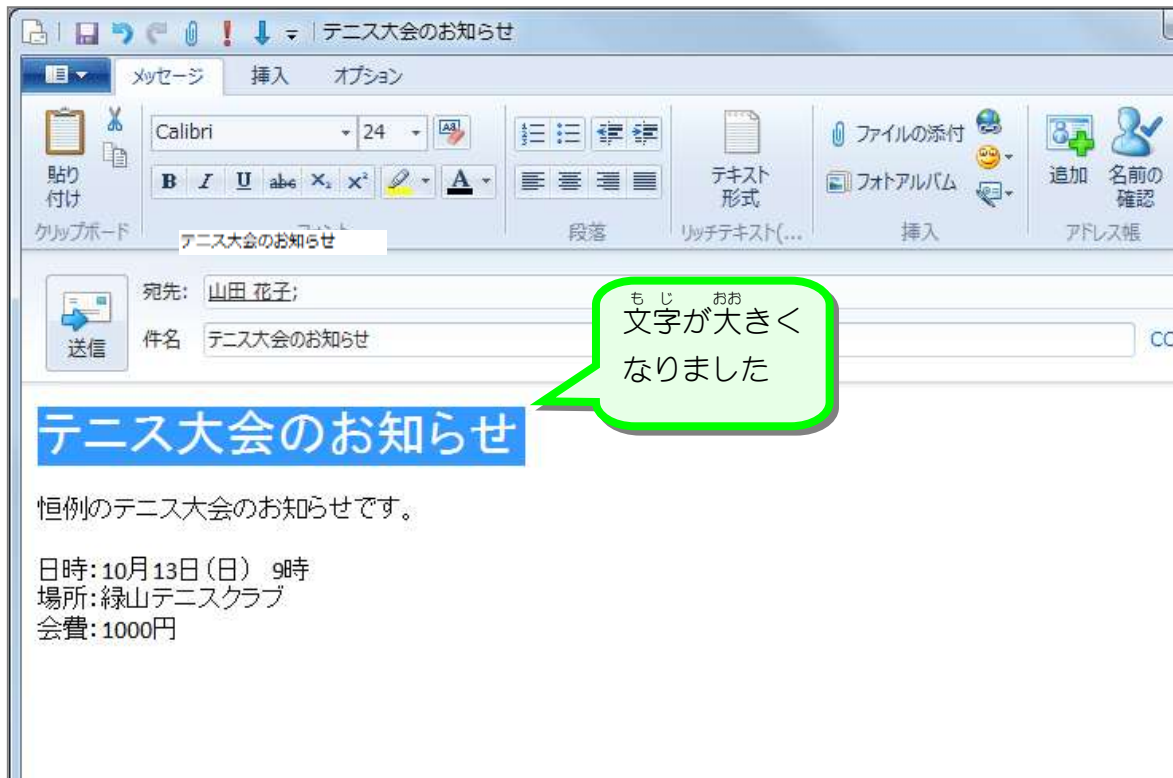 テニス大会のお知らせ
メッセージ 挿入 オプション
貼り付け
Calibri 24
B I U abc X₂ X² A
テキスト形式
ファイルの添付
フォトアルバム
追加
名前の確認
クリップボード
テニス大会のお知らせ
段落
リッチテキスト(...
挿入
アドレス帳
送信
宛先: 山田 花子;
件名 テニス大会のお知らせ
CC
もじ おお
文字が大きく
なりました
テニス大会のお知らせ
恒例のテニス大会のお知らせです。
日時:10月13日(日) 9時
場所:緑山テニスクラブ
会費:1000円